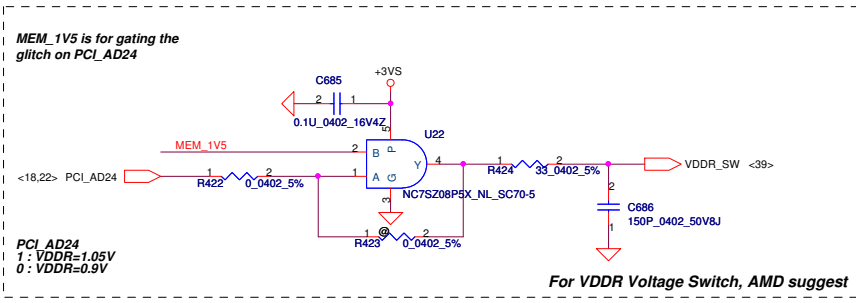 MEM_1V5 is for gating the
glitch on PCI_AD24
+3VS
C685
2 1
0.1U_0402_16V4Z
U22
5
P
MEM_1V5
2
B
Y
4
<18,22> PCI_AD24
1 2
R422 0_0402_5%
1
A
G
3
NC7SZ08P5X_NL_SC70-5
1 2
R424 33_0402_5%
VDDR_SW <39>
2
C686
150P_0402_50V8J
1
@
1 2
R423 0_0402_5%
PCI_AD24
1 : VDDR=1.05V
0 : VDDR=0.9V
For VDDR Voltage Switch, AMD suggest